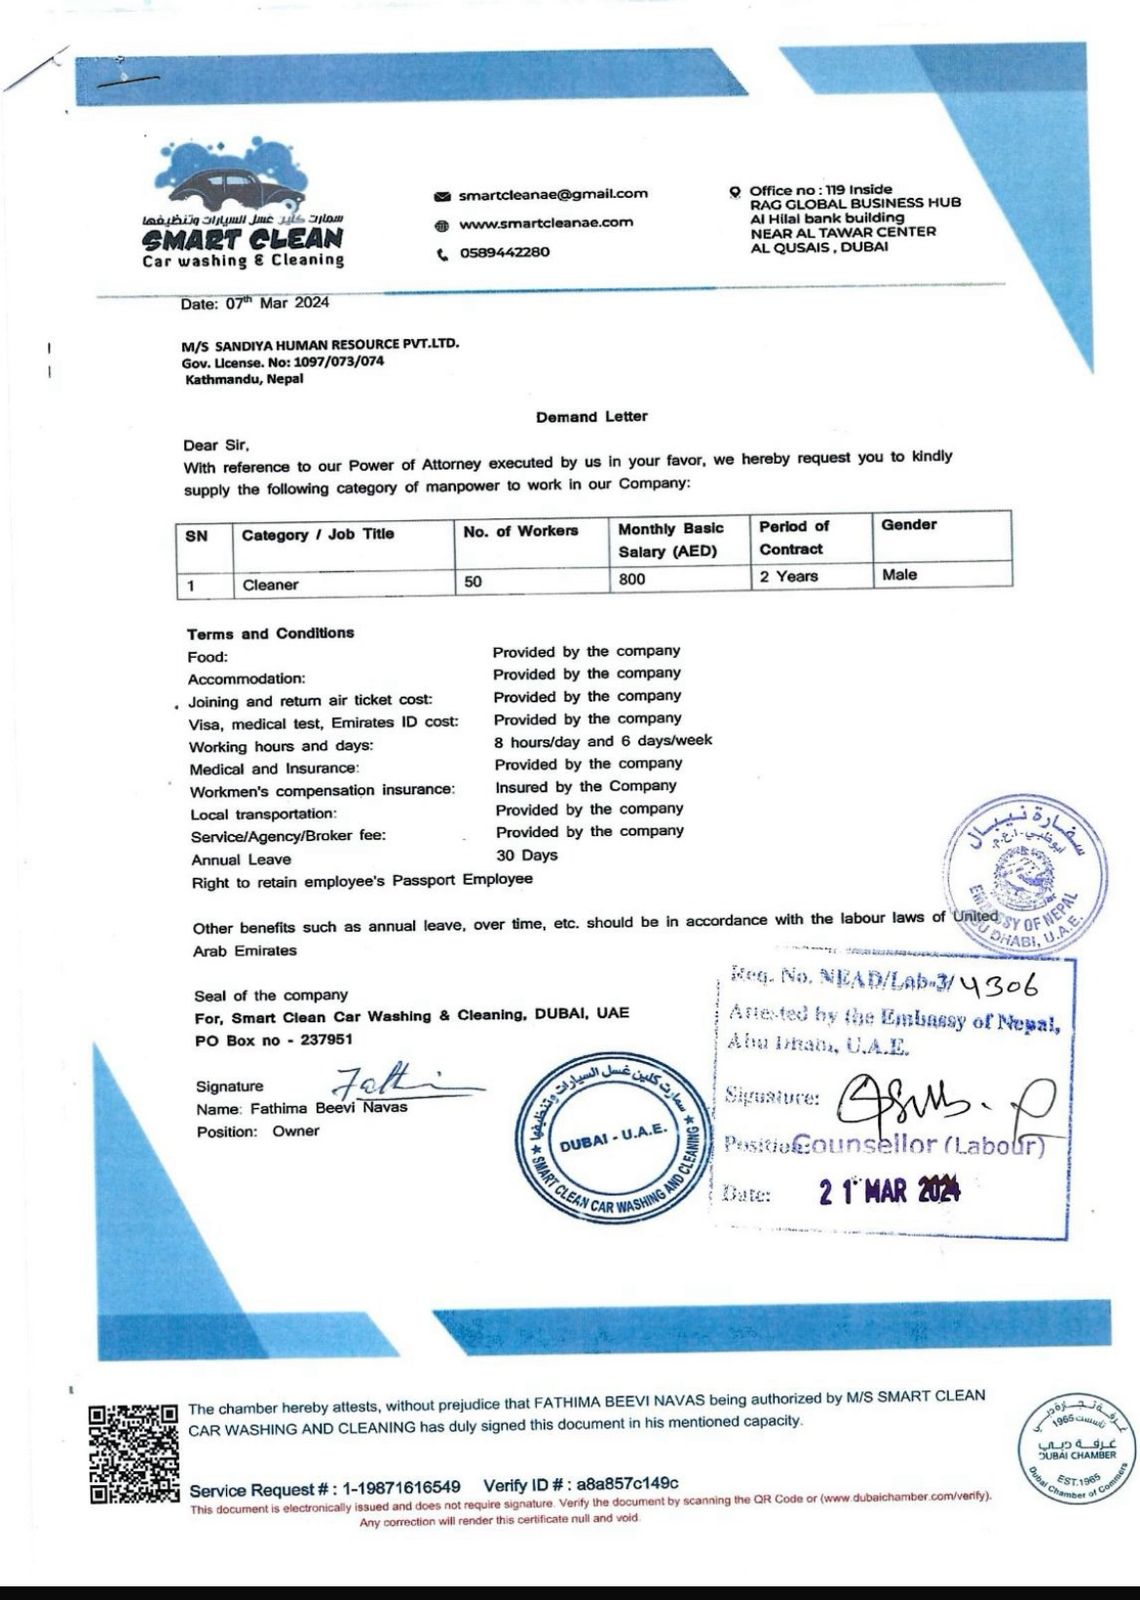 سمارت كلين غسل السيارات وتنظيفها
SMART CLEAN
Car washing & Cleaning
smartcleanae@gmail.com
www.smartcleanae.com
0589442280
Office no : 119 Inside
RAG GLOBAL BUSINESS HUB
Al Hilal bank building
NEAR AL TAWAR CENTER
AL QUSAIS , DUBAI
Date: 07th Mar 2024
M/S SANDIYA HUMAN RESOURCE PVT.LTD.
Gov. License. No: 1097/073/074
Kathmandu, Nepal
Demand Letter
Dear Sir,
With reference to our Power of Attorney executed by us in your favor, we hereby request you to kindly
supply the following category of manpower to work in our Company:
SN Category / Job Title No. of Workers Monthly Basic Salary (AED) Period of Contract Gender
1 Cleaner 50 800 2 Years Male
Terms and Conditions
Food: Provided by the company
Accommodation: Provided by the company
Joining and return air ticket cost: Provided by the company
Visa, medical test, Emirates ID cost: Provided by the company
Working hours and days: 8 hours/day and 6 days/week
Medical and Insurance: Provided by the company
Workmen's compensation insurance: Insured by the Company
Local transportation: Provided by the company
Service/Agency/Broker fee: Provided by the company
Annual Leave 30 Days
Right to retain employee's Passport Employee
Other benefits such as annual leave, over time, etc. should be in accordance with the labour laws of United
Arab Emirates
سفارة نيبال
أبوظبي - ا.ع.م.
EMBASSY OF NEPAL
ABU DHABI, U.A.E.
Seal of the company
For, Smart Clean Car Washing & Cleaning, DUBAI, UAE
PO Box no - 237951
Signature
Name: Fathima Beevi Navas
Position: Owner
سمارت كلين غسل السيارات وتنظيفها
DUBAI - U.A.E.
SMART CLEAN CAR WASHING AND CLEANING
Reg. No. NEAD/Lab-3/4306
Attested by the Embassy of Nepal,
Abu Dhabi, U.A.E.
Signature:
Position: Counsellor (Labour)
Date: 21 MAR 2024
The chamber hereby attests, without prejudice that FATHIMA BEEVI NAVAS being authorized by M/S SMART CLEAN
CAR WASHING AND CLEANING has duly signed this document in his mentioned capacity.
Service Request # : 1-19871616549 Verify ID # : a8a857c149c
This document is electronically issued and does not require signature. Verify the document by scanning the QR Code or (www.dubaichamber.com/verify).
Any correction will render this certificate null and void.
غرفة تجارة دبي
تأسست 1965
غرفة دبي
DUBAI CHAMBER
EST.1965
Dubai Chamber of Commerce